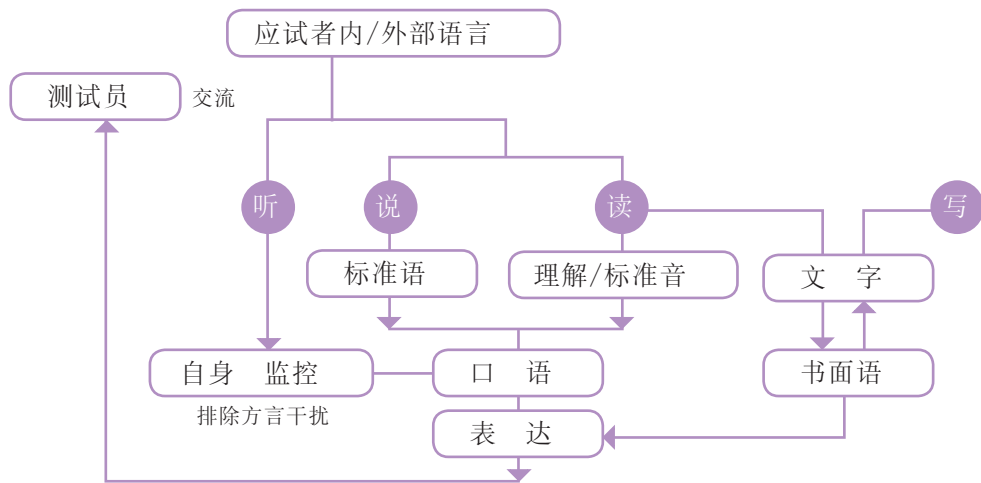 应试者内/外部语言
测试员 交流
听 说 读 写
标准语 理解/标准音 文 字
自身 监控 口 语 书面语
排除方言干扰
表 达